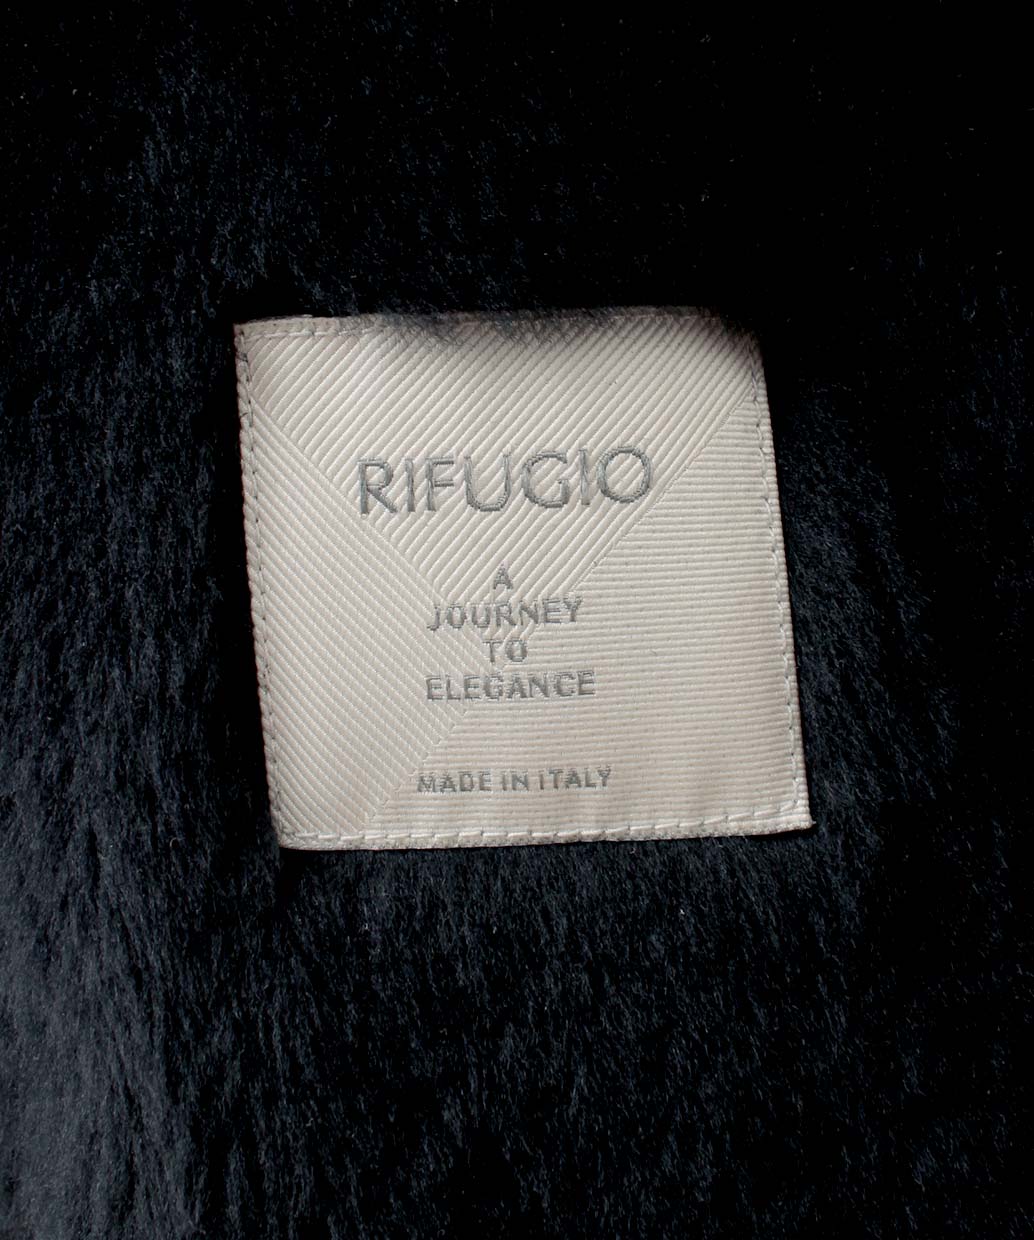 RIFUGIO
A
JOURNEY
TO
ELEGANCE
MADE IN ITALY